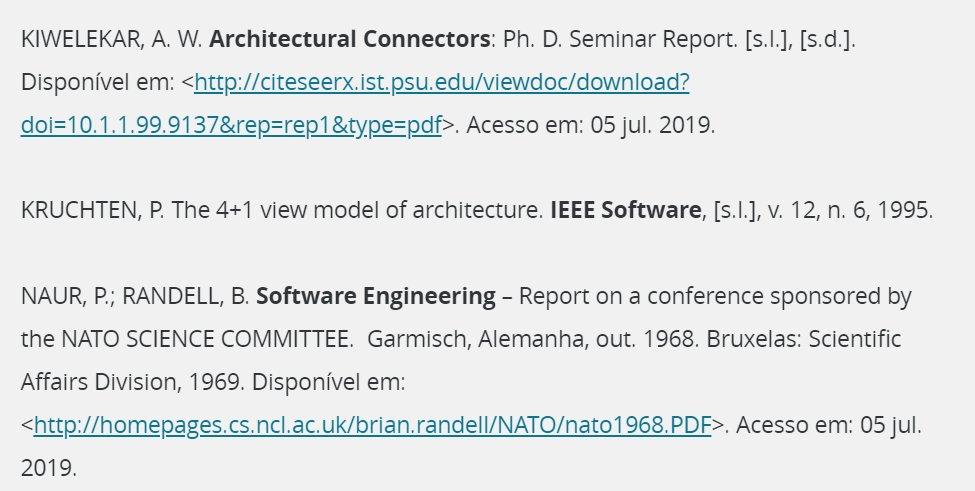 KIWELEKAR, A. W. Architectural Connectors: Ph. D. Seminar Report. [s.l.], [s.d.].
Disponível em: <http://citeseerx.ist.psu.edu/viewdoc/download?
doi=10.1.1.99.9137&rep=rep1&type=pdf>. Acesso em: 05 jul. 2019.
KRUCHTEN, P. The 4+1 view model of architecture. IEEE Software, [s.l.], v. 12, n. 6, 1995.
NAUR, P.; RANDELL, B. Software Engineering – Report on a conference sponsored by
the NATO SCIENCE COMMITTEE.  Garmisch, Alemanha, out. 1968. Bruxelas: Scientific
Affairs Division, 1969. Disponível em:
<http://homepages.cs.ncl.ac.uk/brian.randell/NATO/nato1968.PDF>. Acesso em: 05 jul.
2019.